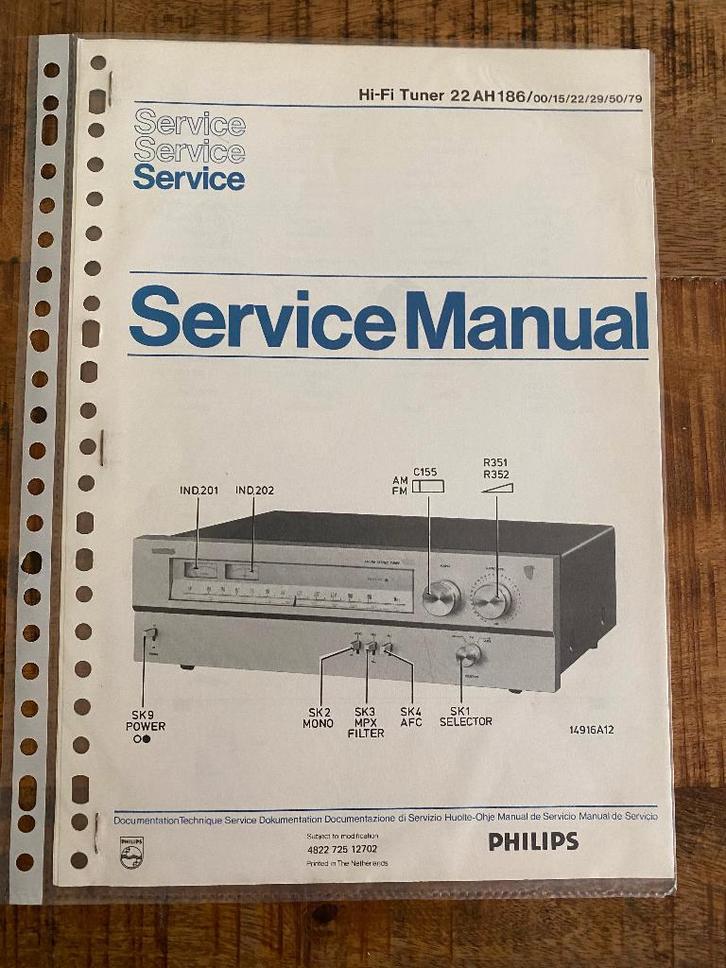 Hi-Fi Tuner 22AH186/00/15/22/29/50/79
Service
Service
Service
Service Manual
IND.201 IND.202
AM
FM
C155
R351
R352
SK9
POWER
SK2
MONO
SK3
MPX
FILTER
SK4
AFC
SK1
SELECTOR
14916A12
DocumentationTechnique Service Dokumentation Documentazione di Servizio Huolte-Ohje Manual de Servicio Manual de Servicio
PHILIPS
Subject to modification
4822 725 12702
Printed in The Netherlands
PHILIPS